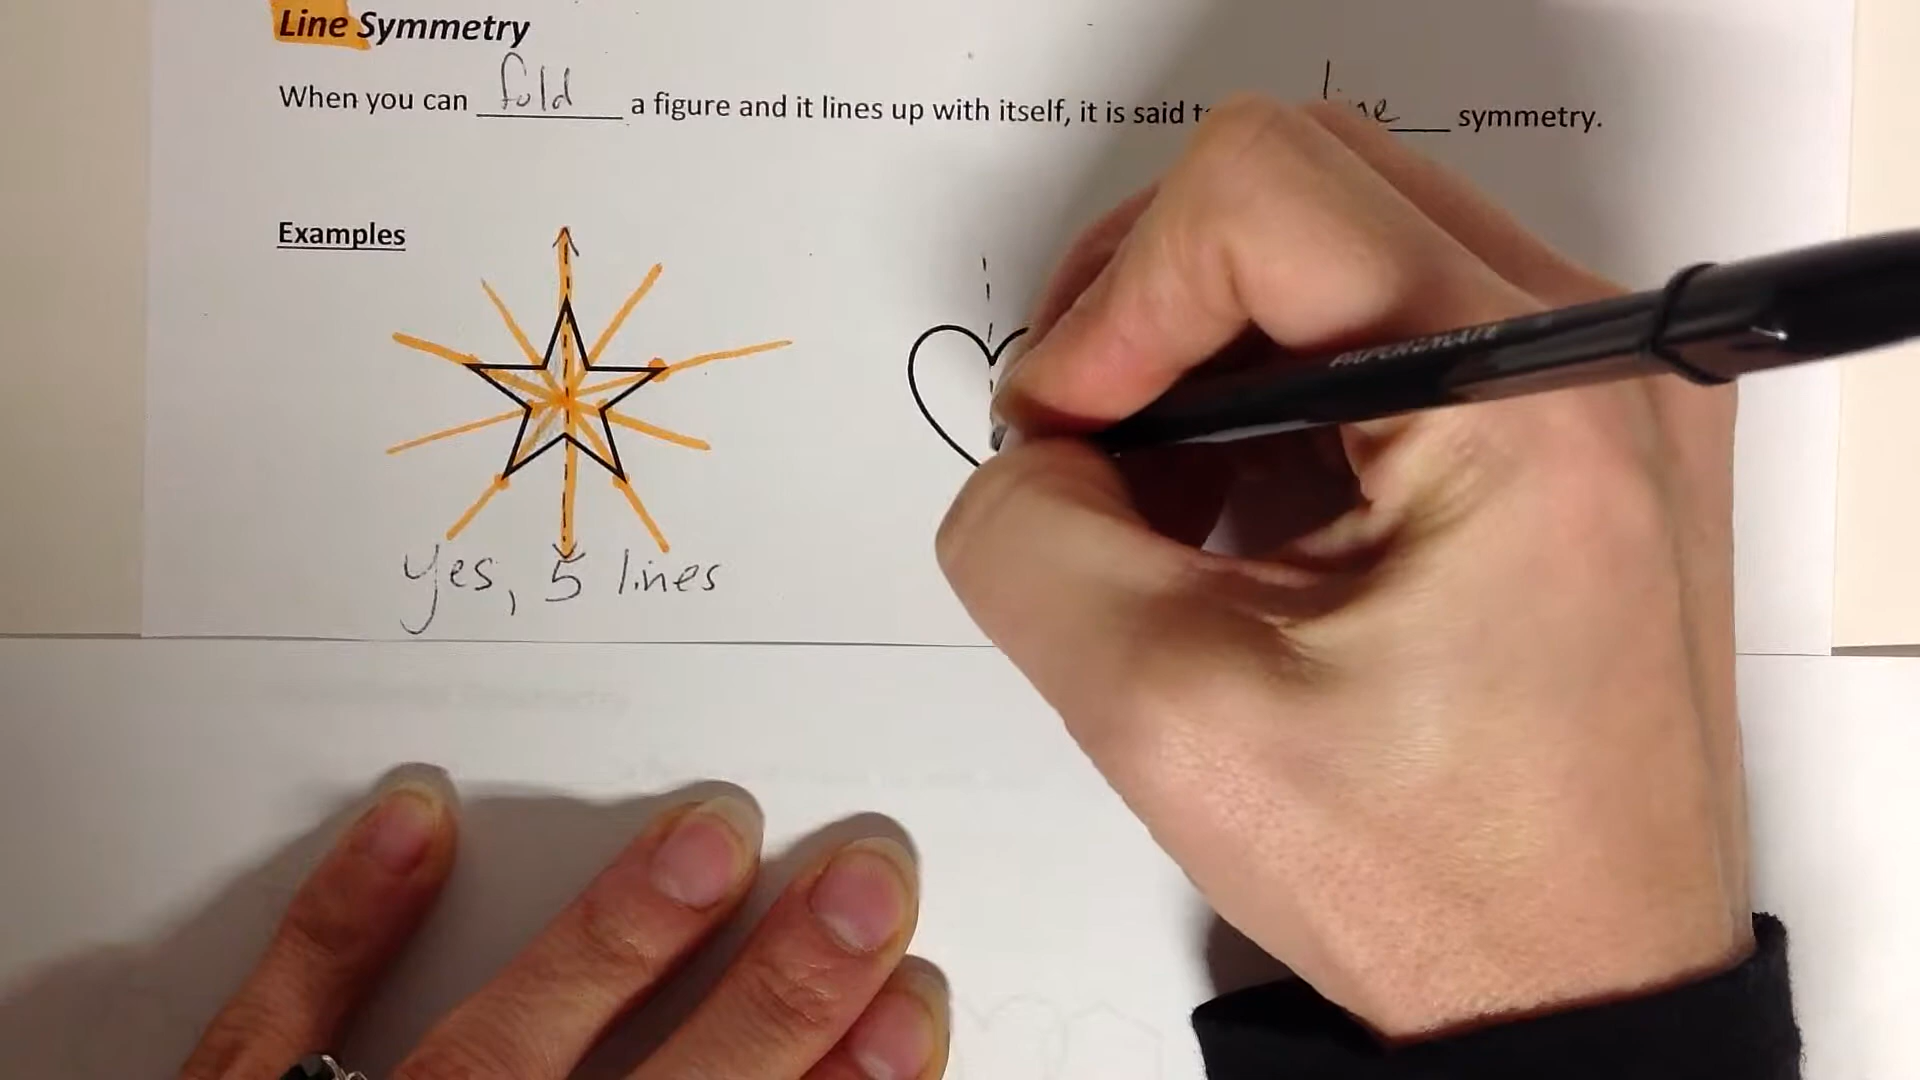 Line Symmetry
When you can fold a figure and it lines up with itself, it is said line symmetry.
Examples
yes, 5 lines
PAPERMATE